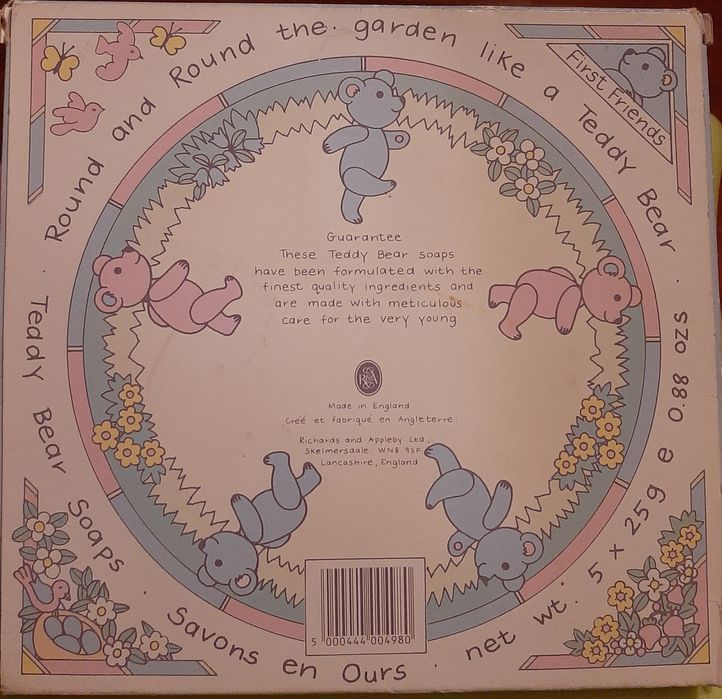 Round and Round the garden like a Teddy Bear
First Friends
Guarantee
These Teddy Bear soaps
have been formulated with the
finest quality ingredients and
are made with meticulous
care for the very young
R&A
Made in England
Créé et fabriqué en Angleterre
Richards and Appleby Ltd,
Skelmersdale. WN8 9SF
Lancashire, England
Teddy Bear Soaps · Savons en Ours · net wt. 5 x 25g e 0.88 ozs.
5 000444 004980